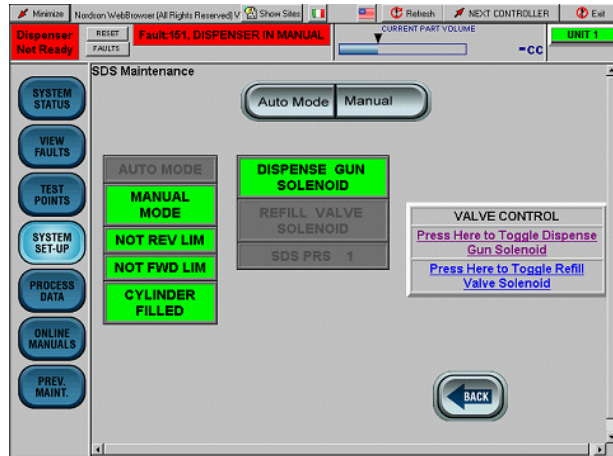 Minimize
Nordson WebBrowser (All Rights Reserved) V
Show Sites
Refresh
NEXT CONTROLLER
Exit
Dispenser
Not Ready
RESET
FAULTS
Fault:151, DISPENSER IN MANUAL
CURRENT PART VOLUME
=CC
UNIT 1
SDS Maintenance
Auto Mode
Manual
SYSTEM
STATUS
VIEW
FAULTS
TEST
POINTS
SYSTEM
SET-UP
PROCESS
DATA
ONLINE
MANUALS
PREV.
MAINT.
AUTO MODE
MANUAL
MODE
NOT REV LIM
NOT FWD LIM
CYLINDER
FILLED
DISPENSE GUN
SOLENOID
REFILL VALVE
SOLENOID
SDS PRS 1
VALVE CONTROL
Press Here to Toggle Dispense
Gun Solenoid
Press Here to Toggle Refill
Valve Solenoid
BACK